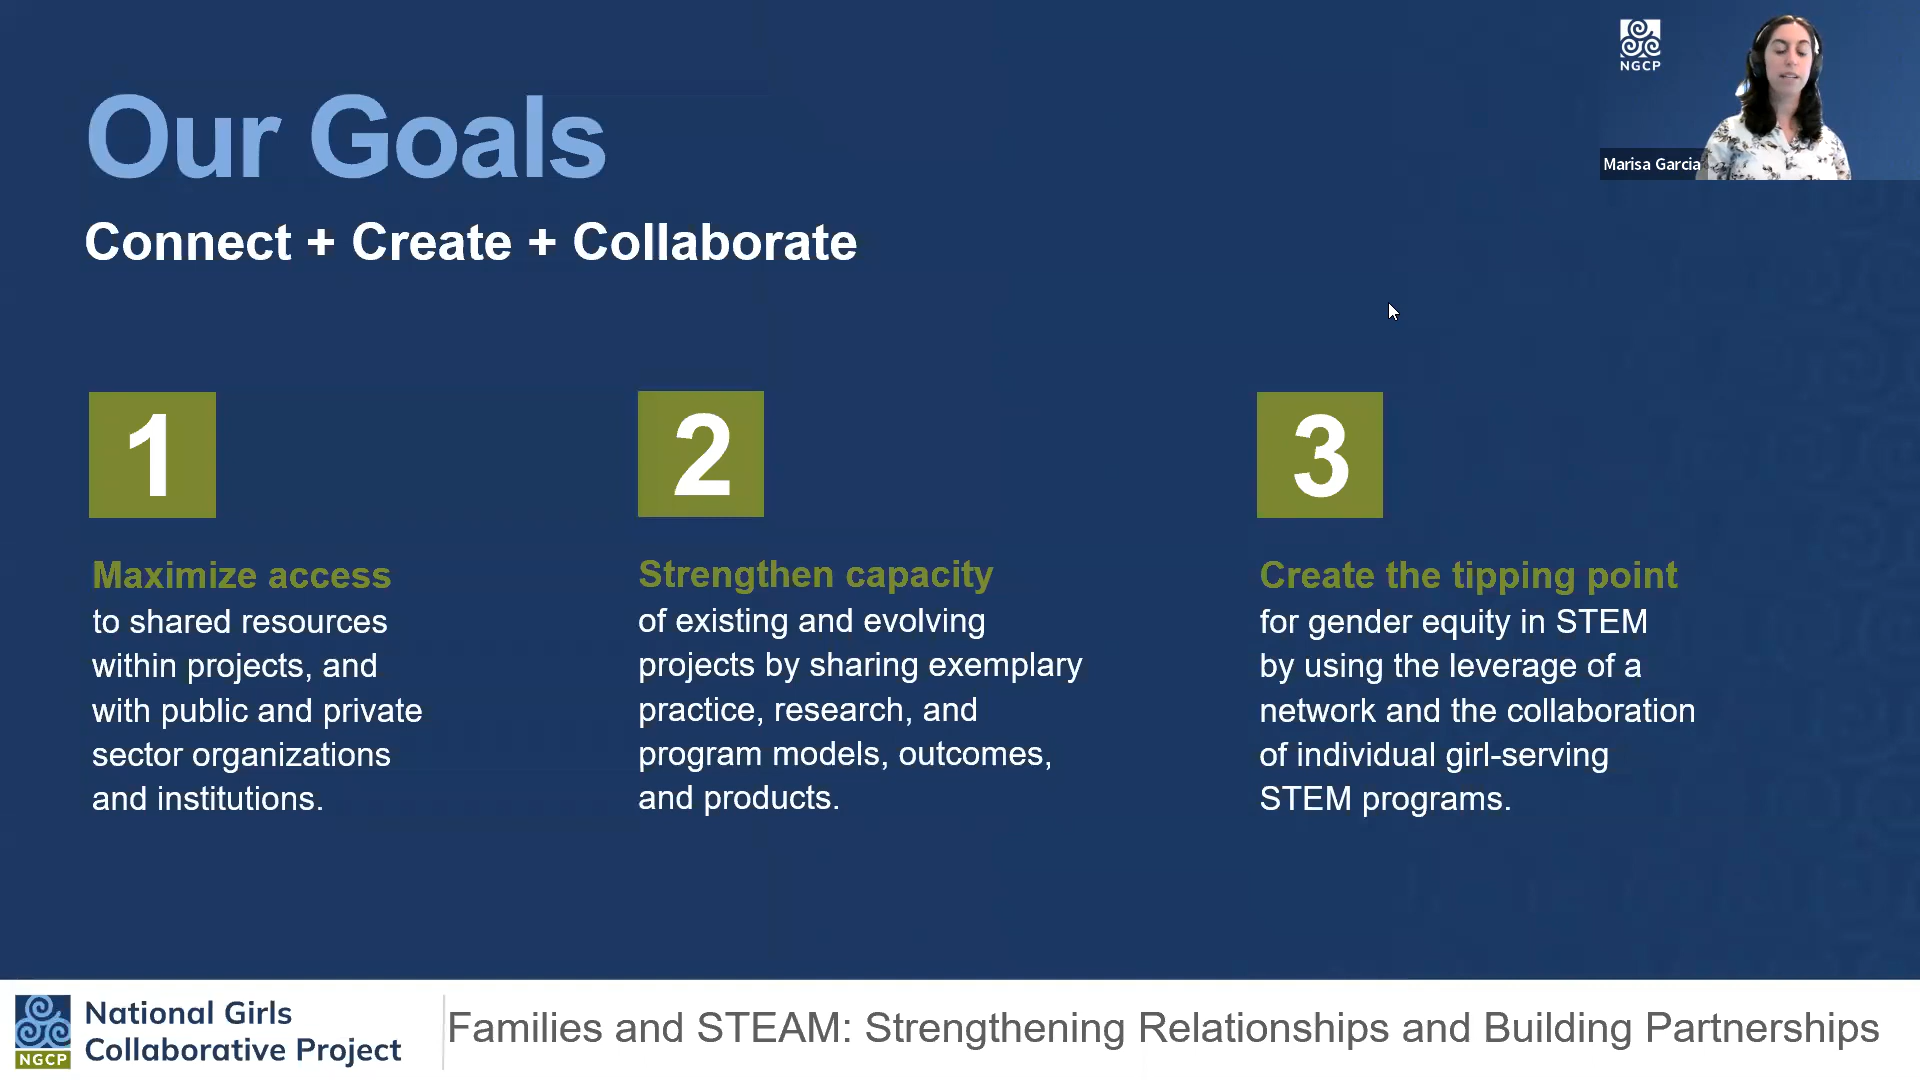 NGCP
Marisa Garcia
Our Goals
Connect + Create + Collaborate
1
Maximize access
to shared resources
within projects, and
with public and private
sector organizations
and institutions.
2
Strengthen capacity
of existing and evolving
projects by sharing exemplary
practice, research, and
program models, outcomes,
and products.
3
Create the tipping point
for gender equity in STEM
by using the leverage of a
network and the collaboration
of individual girl-serving
STEM programs.
NGCP
National Girls
Collaborative Project
Families and STEAM: Strengthening Relationships and Building Partnerships